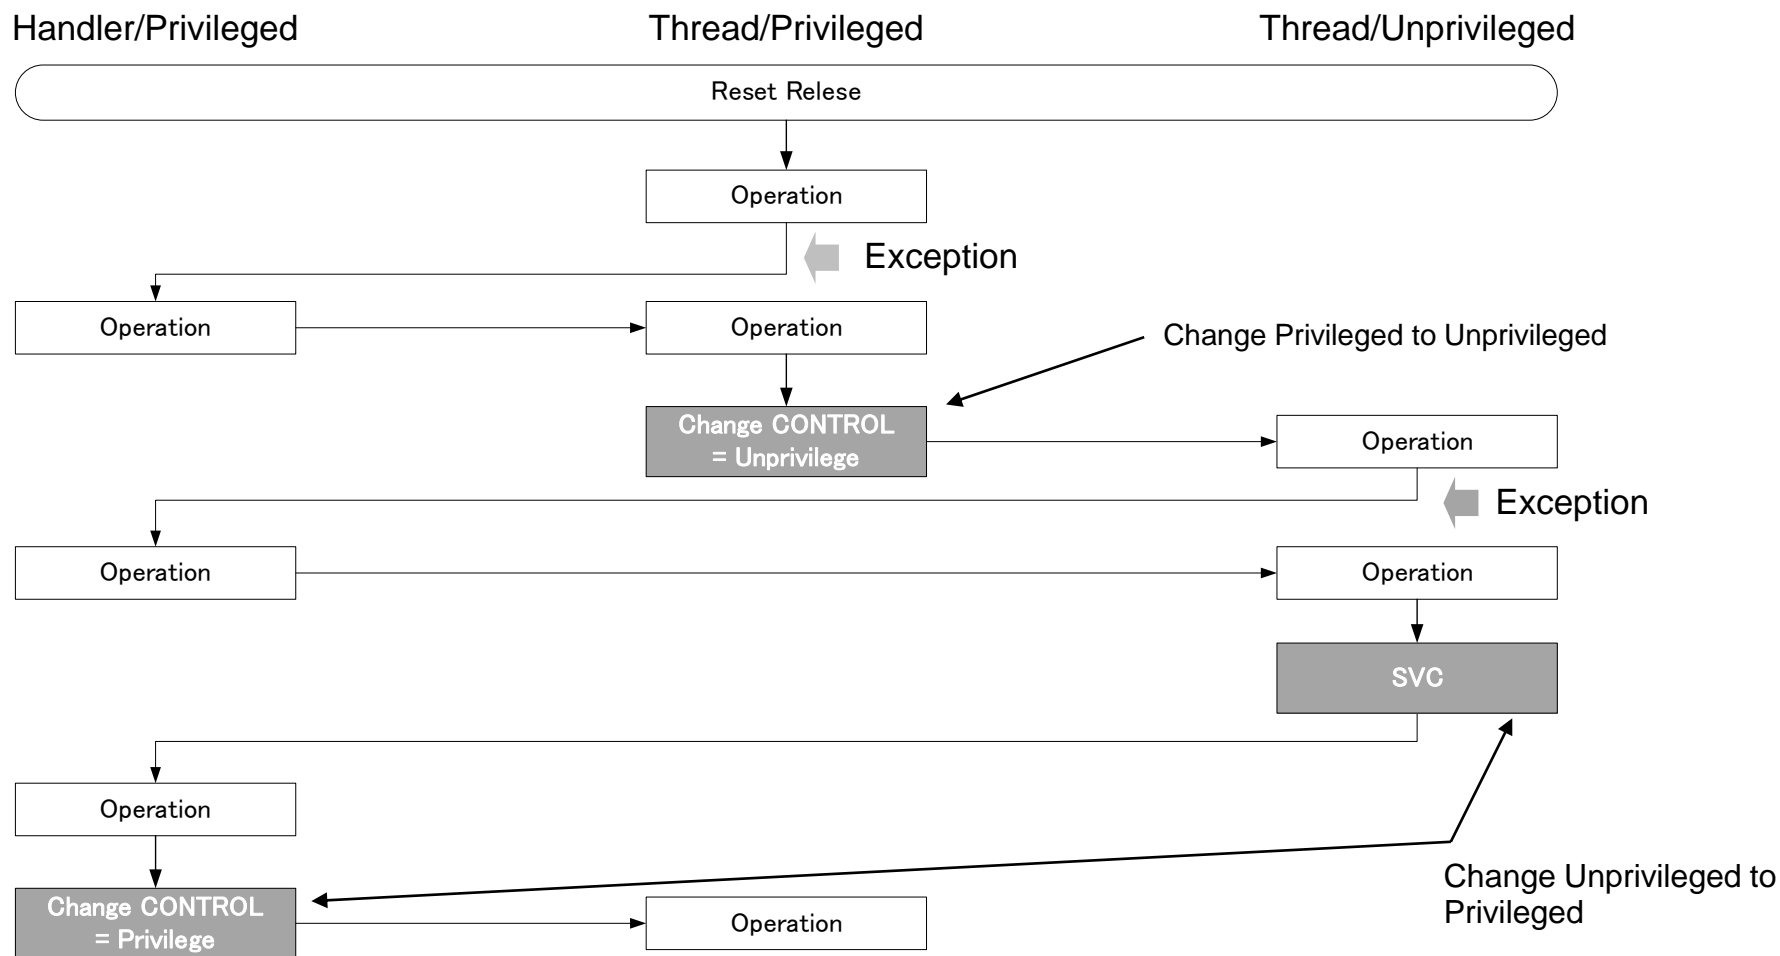 Handler/Privileged
Thread/Privileged
Thread/Unprivileged
Reset Relese
Operation
Exception
Operation
Operation
Change Privileged to Unprivileged
Change CONTROL
= Unprivilege
Operation
Exception
Operation
Operation
SVC
Operation
Change Unprivileged to
Privileged
Change CONTROL
= Privilege
Operation